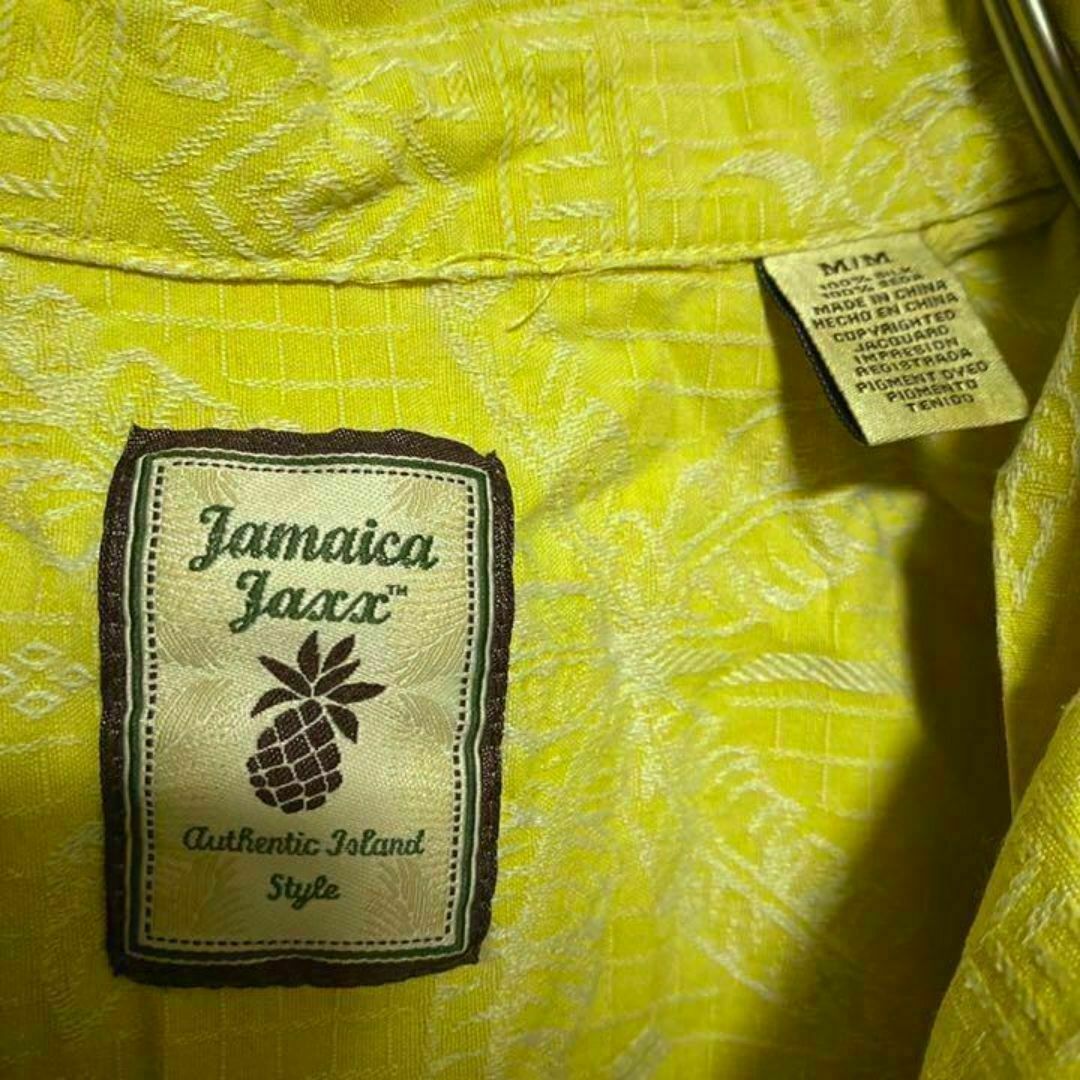 Jamaica
Jaxx™
Authentic Island
Style
M/M
100% SILK
100% SEDA
MADE IN CHINA
HECHO EN CHINA
COPYRIGHTED
JACQUARD
IMPRESION
REGISTRADA
PIGMENT DYED
PIGMENTO
TENIDO